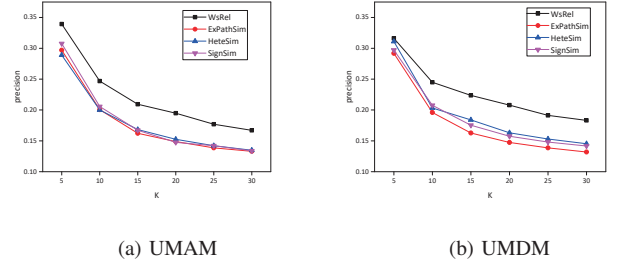 0.35
0.30
0.25
0.20
0.15
0.10
precision
5
10
15
20
25
30
K
WsRel
ExPathSim
HeteSim
SignSim
(a) UMAM
0.35
0.30
0.25
0.20
0.15
0.10
precision
5
10
15
20
25
30
K
WsRel
ExPathSim
HeteSim
SignSim
(b) UMDM